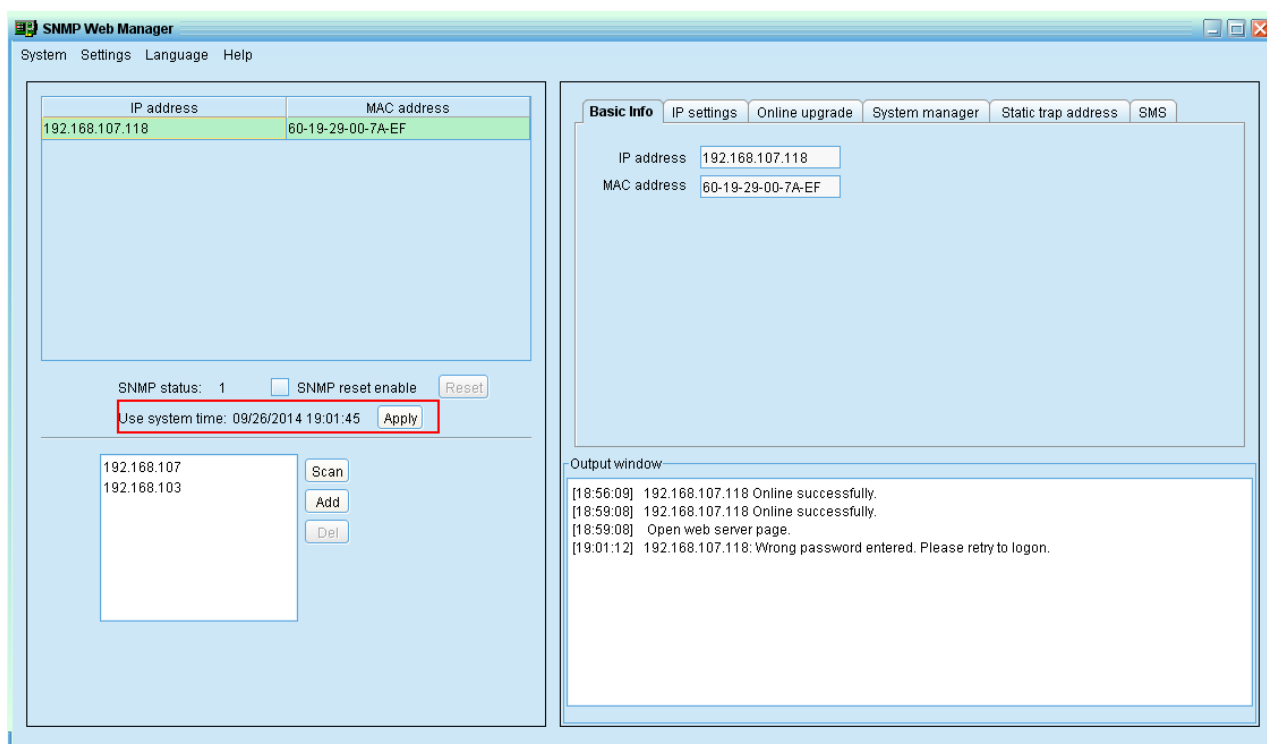 SNMP Web Manager
System Settings Language Help
IP address MAC address
192.168.107.118 60-19-29-00-7A-EF
SNMP status: 1 SNMP reset enable Reset
Use system time: 09/26/2014 19:01:45 Apply
192.168.107
192.168.103
Scan
Add
Del
Basic Info IP settings Online upgrade System manager Static trap address SMS
IP address 192.168.107.118
MAC address 60-19-29-00-7A-EF
Output window
[18:56:09] 192.168.107.118 Online successfully.
[18:59:08] 192.168.107.118 Online successfully.
[18:59:08] Open web server page.
[19:01:12] 192.168.107.118: Wrong password entered. Please retry to logon.